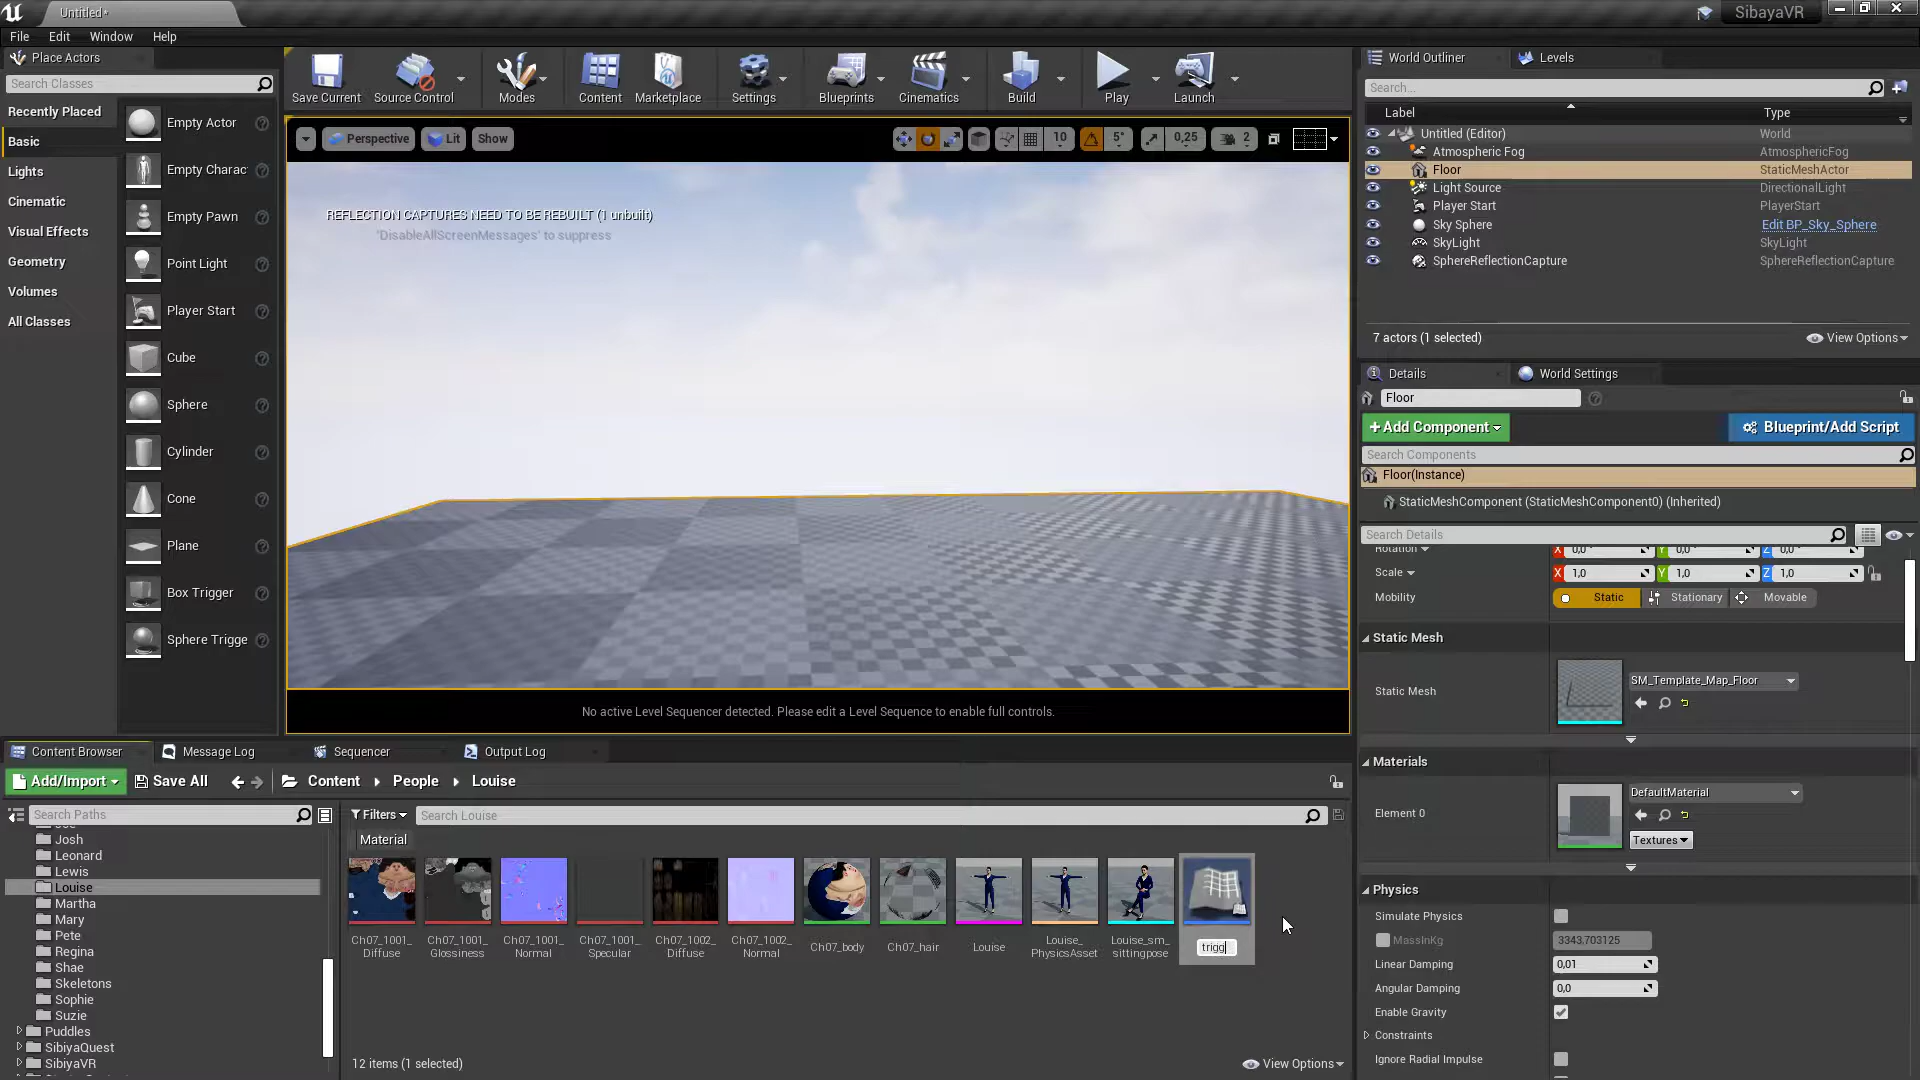 Untitled*
SibayaVR
File Edit Window Help
Place Actors
Search Classes
Recently Placed
Basic
Lights
Cinematic
Visual Effects
Geometry
Volumes
All Classes
Empty Actor
Empty Charac
Empty Pawn
Point Light
Player Start
Cube
Sphere
Cylinder
Cone
Plane
Box Trigger
Sphere Trigge
Save Current Source Control Modes Content Marketplace Settings Blueprints Cinematics Build Play Launch
Perspective Lit Show 10 5° 0,25 2
REFLECTION CAPTURES NEED TO BE REBUILT (1 unbuilt)
'DisableAllScreenMessages' to suppress
No active Level Sequencer detected. Please edit a Level Sequence to enable full controls.
World Outliner Levels
Search...
Label Type
Untitled (Editor) World
Atmospheric Fog AtmosphericFog
Floor StaticMeshActor
Light Source DirectionalLight
Player Start PlayerStart
Sky Sphere Edit BP_Sky_Sphere
SkyLight SkyLight
SphereReflectionCapture SphereReflectionCapture
7 actors (1 selected) View Options
Details World Settings
Floor
+Add Component Blueprint/Add Script
Search Components
Floor(Instance)
StaticMeshComponent (StaticMeshComponent0) (Inherited)
Search Details
Rotation X 0,0° Y 0,0° Z 0,0°
Scale X 1,0 Y 1,0 Z 1,0
Mobility Static Stationary Movable
Static Mesh
Static Mesh SM_Template_Map_Floor
Materials
Element 0 DefaultMaterial
Textures
Physics
Simulate Physics
MassInKg 3343,703125
Linear Damping 0,01
Angular Damping 0,0
Enable Gravity
Constraints
Ignore Radial Impulse
Content Browser Message Log Sequencer Output Log
Add/Import Save All Content People Louise
Search Paths
Josh
Leonard
Lewis
Louise
Martha
Mary
Pete
Regina
Shae
Skeletons
Sophie
Suzie
Puddles
SibiyaQuest
SibiyaVR
Filters Search Louise
Material
Ch07_1001_Diffuse
Ch07_1001_Glossiness
Ch07_1001_Normal
Ch07_1001_Specular
Ch07_1002_Diffuse
Ch07_1002_Normal
Ch07_body
Ch07_hair
Louise
Louise_PhysicsAsset
Louise_sm_sittingpose
trigg
12 items (1 selected) View Options